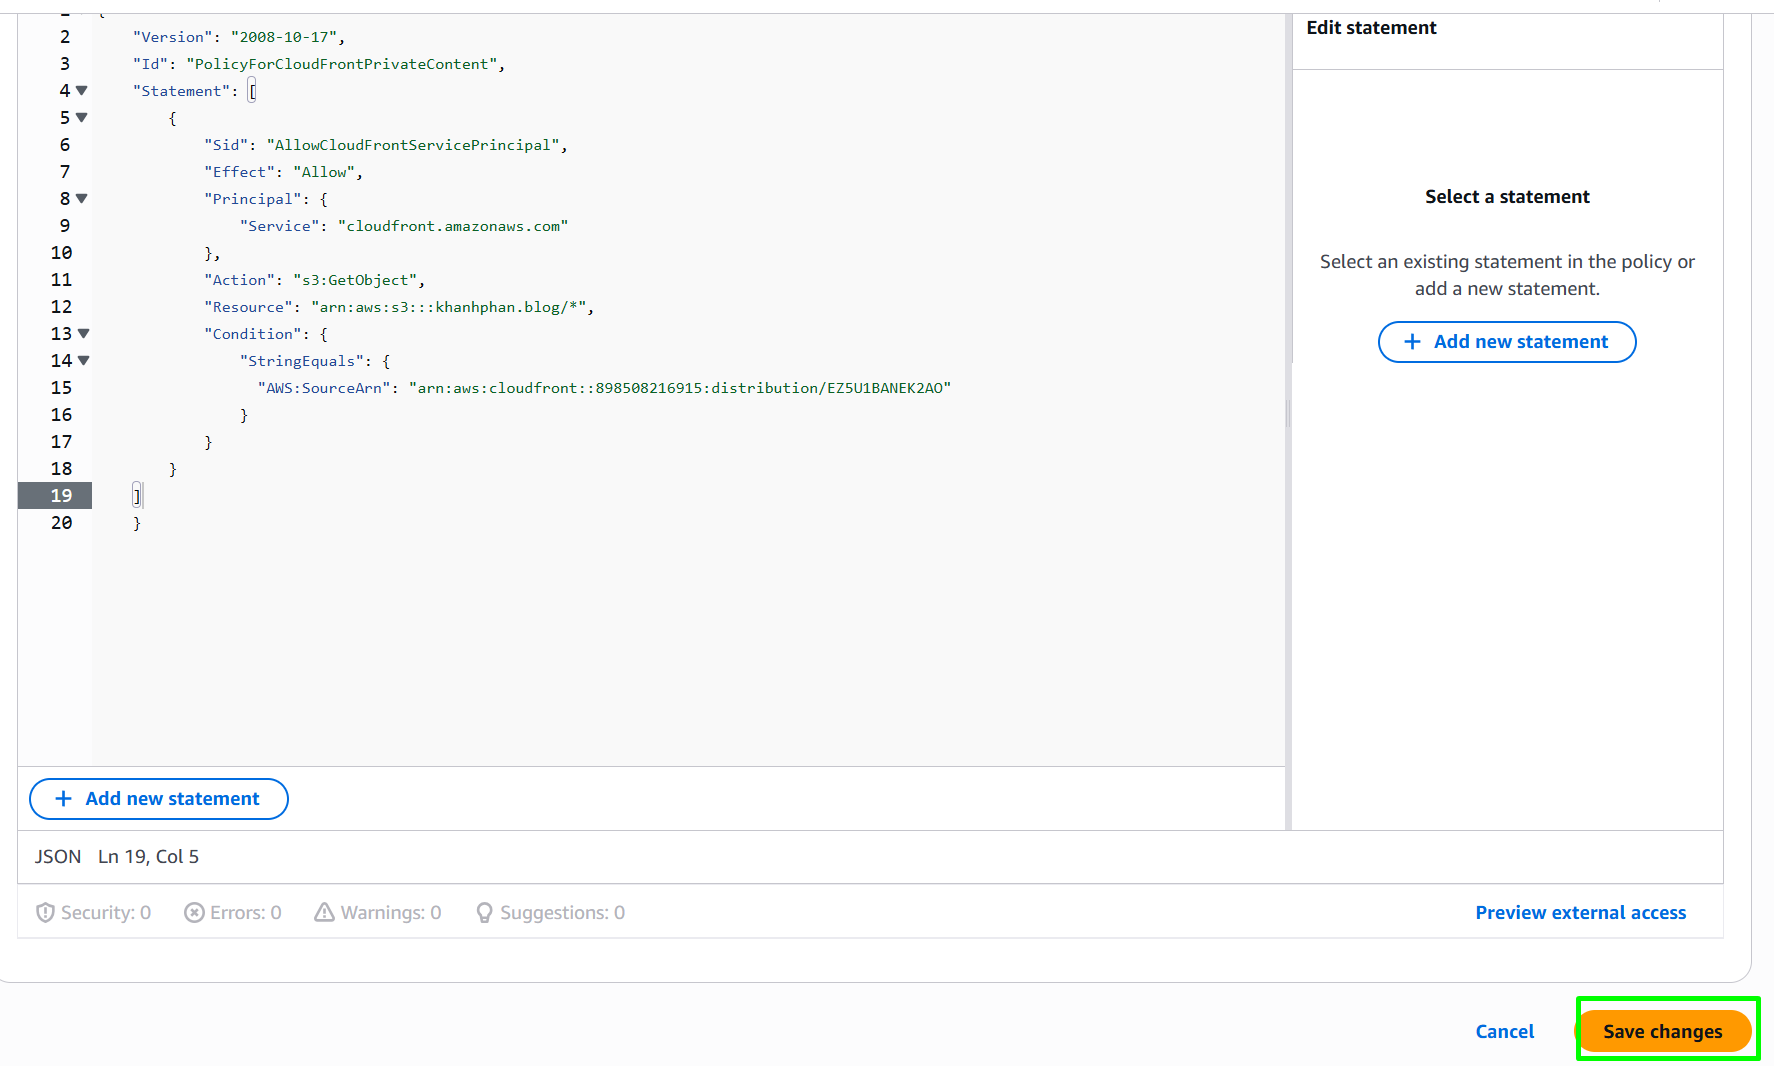 {
2 "Version": "2008-10-17",
3 "Id": "PolicyForCloudFrontPrivateContent",
4 "Statement": [
5 {
6 "Sid": "AllowCloudFrontServicePrincipal",
7 "Effect": "Allow",
8 "Principal": {
9 "Service": "cloudfront.amazonaws.com"
10 },
11 "Action": "s3:GetObject",
12 "Resource": "arn:aws:s3:::khanhphan.blog/*",
13 "Condition": {
14 "StringEquals": {
15 "AWS:SourceArn": "arn:aws:cloudfront::898508216915:distribution/EZ5U1BANEK2AO"
16 }
17 }
18 }
19 ]
20 }
+ Add new statement
JSON Ln 19, Col 5
Security: 0 Errors: 0 Warnings: 0 Suggestions: 0
Preview external access
Edit statement
Select a statement
Select an existing statement in the policy or
add a new statement.
+ Add new statement
Cancel
Save changes